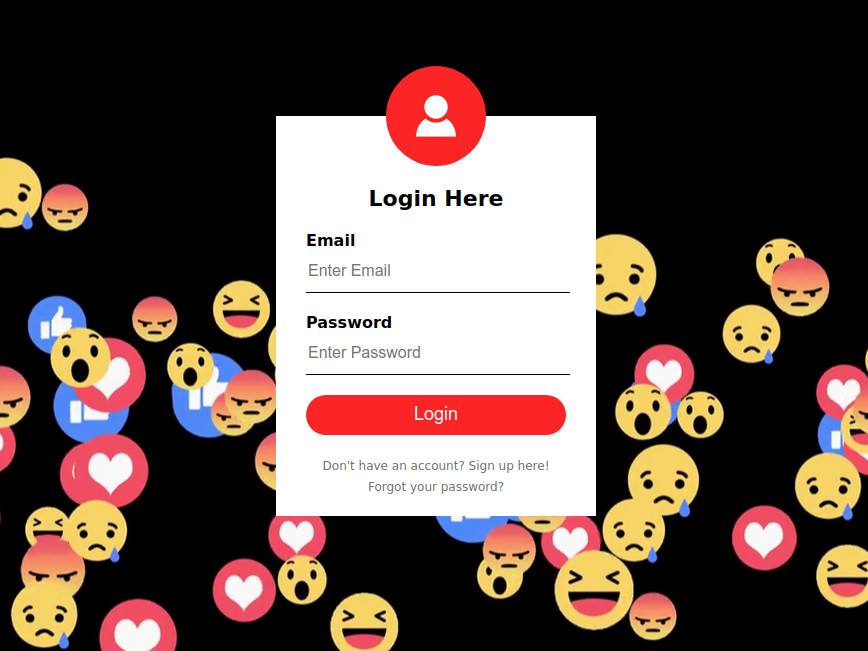 Login Here
Email
Enter Email
Password
Enter Password
Login
Don't have an account? Sign up here!
Forgot your password?